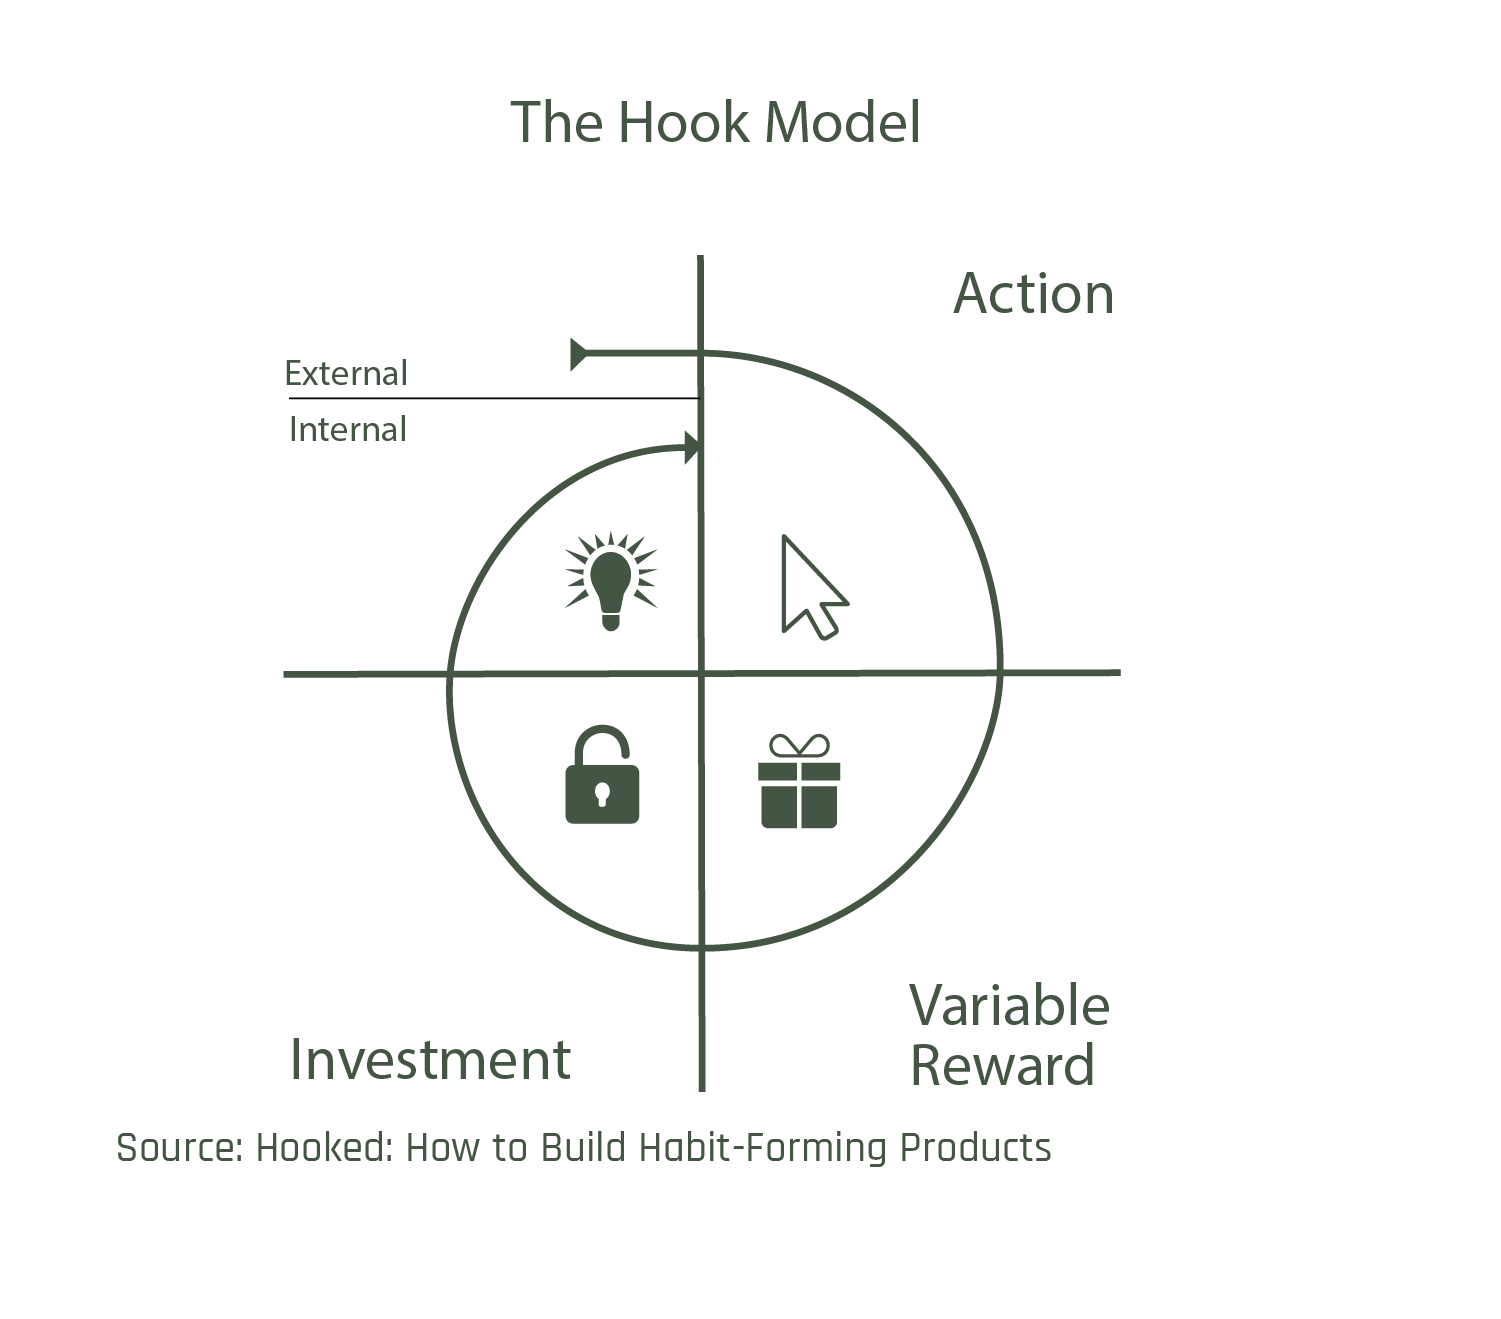 The Hook Model
Action
External
Internal
Variable
Reward
Investment
Source: Hooked: How to Build Habit-Forming Products